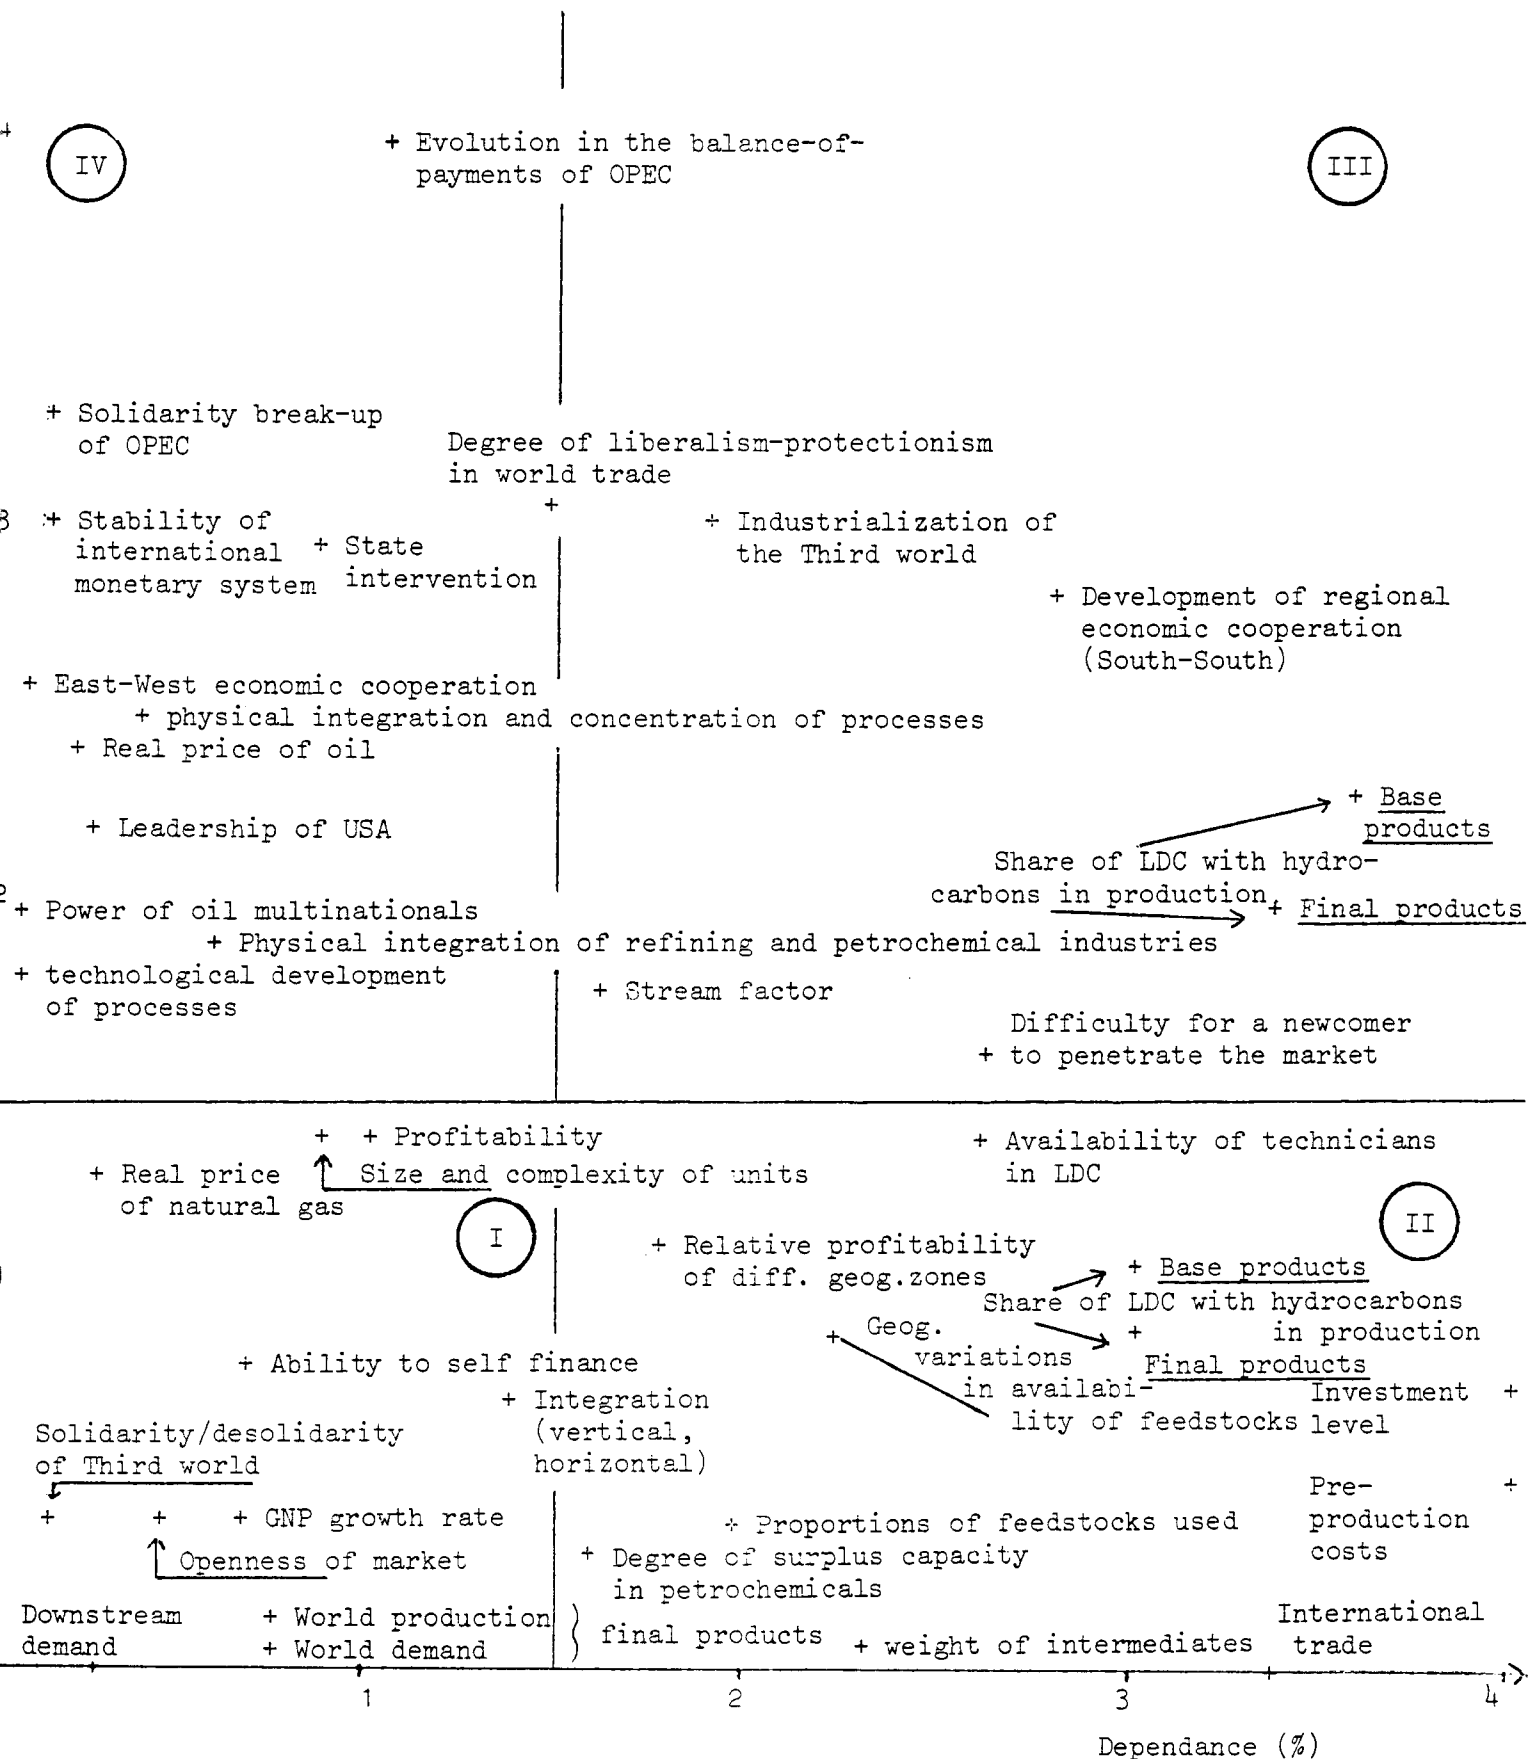 4
IV
+ Evolution in the balance-of-
payments of OPEC
III
+ Solidarity break-up
of OPEC
Degree of liberalism-protectionism
in world trade
+
3
+ Stability of
international
monetary system
+ State
intervention
+ Industrialization of
the Third world
+ Development of regional
economic cooperation
(South-South)
+ East-West economic cooperation
+ physical integration and concentration of processes
+ Real price of oil
+ Leadership of USA
+ Base
products
Share of LDC with hydro-
carbons in production
+ Final products
2
+ Power of oil multinationals
+ Physical integration of refining and petrochemical industries
+ technological development
of processes
+ Stream factor
Difficulty for a newcomer
+ to penetrate the market
+ + Profitability
+ Availability of technicians
in LDC
+ Real price
of natural gas
Size and complexity of units
I
II
+ Relative profitability
of diff. geog.zones
+ Base products
Share of LDC with hydrocarbons
in production
+
Final products
+ Geog.
variations
in availabi-
lity of feedstocks
Investment +
level
+ Ability to self finance
+ Integration
(vertical,
horizontal)
Solidarity/desolidarity
of Third world
+ + + GNP growth rate
Openness of market
Pre- +
production
costs
+ Proportions of feedstocks used
+ Degree of surplus capacity
in petrochemicals
Downstream
demand
+ World production
+ World demand
final products
+ weight of intermediates
International
trade
1 2 3 4
Dependance (%)